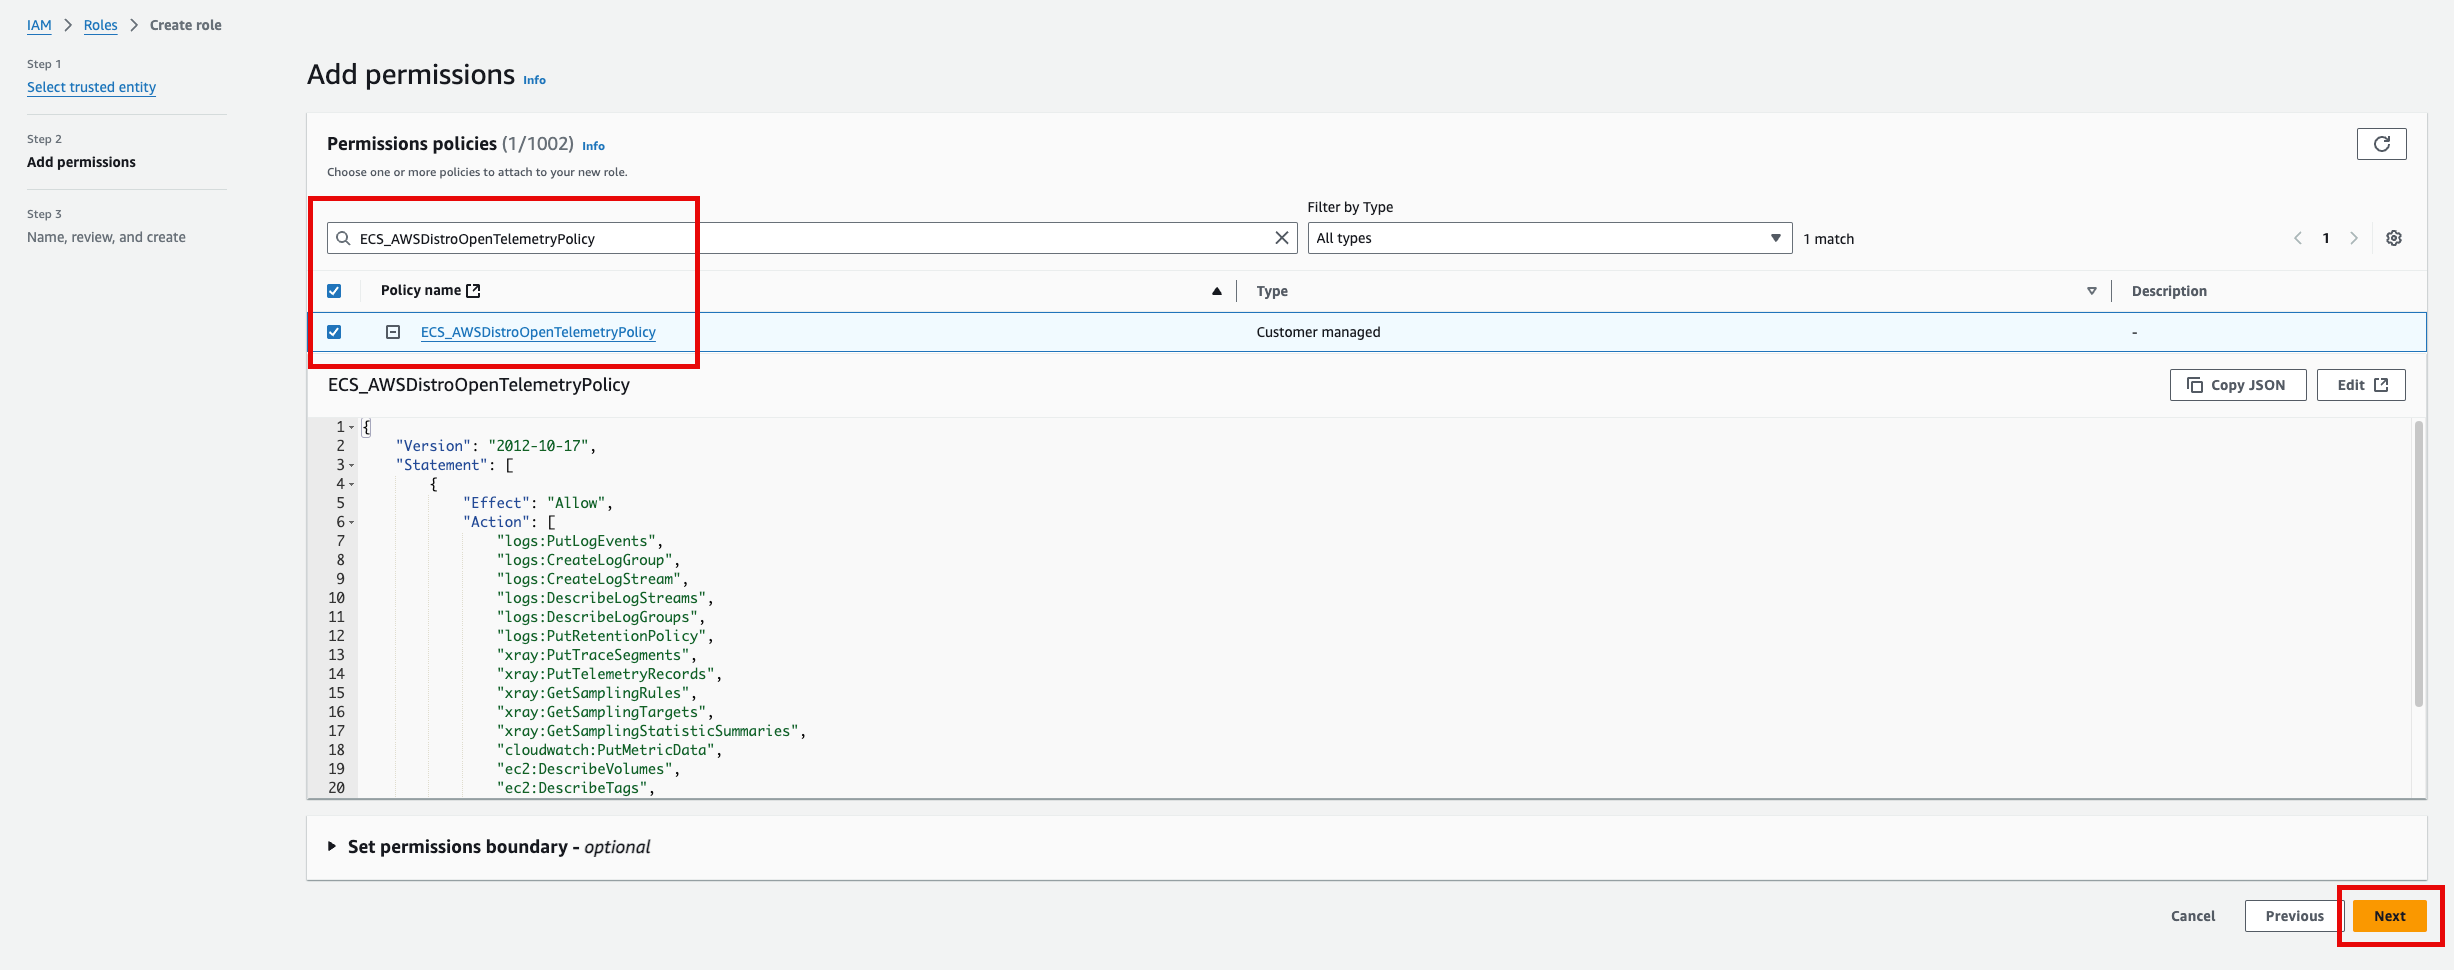 IAM > Roles > Create role
Step 1
Select trusted entity
Step 2
Add permissions
Step 3
Name, review, and create
Add permissions Info
Permissions policies (1/1002) Info
Choose one or more policies to attach to your new role.
Filter by Type
ECS_AWSDistroOpenTelemetryPolicy All types 1 match 1
Policy name Type Description
ECS_AWSDistroOpenTelemetryPolicy Customer managed -
ECS_AWSDistroOpenTelemetryPolicy Copy JSON Edit
1 {
2 "Version": "2012-10-17",
3 "Statement": [
4 {
5 "Effect": "Allow",
6 "Action": [
7 "logs:PutLogEvents",
8 "logs:CreateLogGroup",
9 "logs:CreateLogStream",
10 "logs:DescribeLogStreams",
11 "logs:DescribeLogGroups",
12 "logs:PutRetentionPolicy",
13 "xray:PutTraceSegments",
14 "xray:PutTelemetryRecords",
15 "xray:GetSamplingRules",
16 "xray:GetSamplingTargets",
17 "xray:GetSamplingStatisticSummaries",
18 "cloudwatch:PutMetricData",
19 "ec2:DescribeVolumes",
20 "ec2:DescribeTags",
Set permissions boundary - optional
Cancel Previous Next